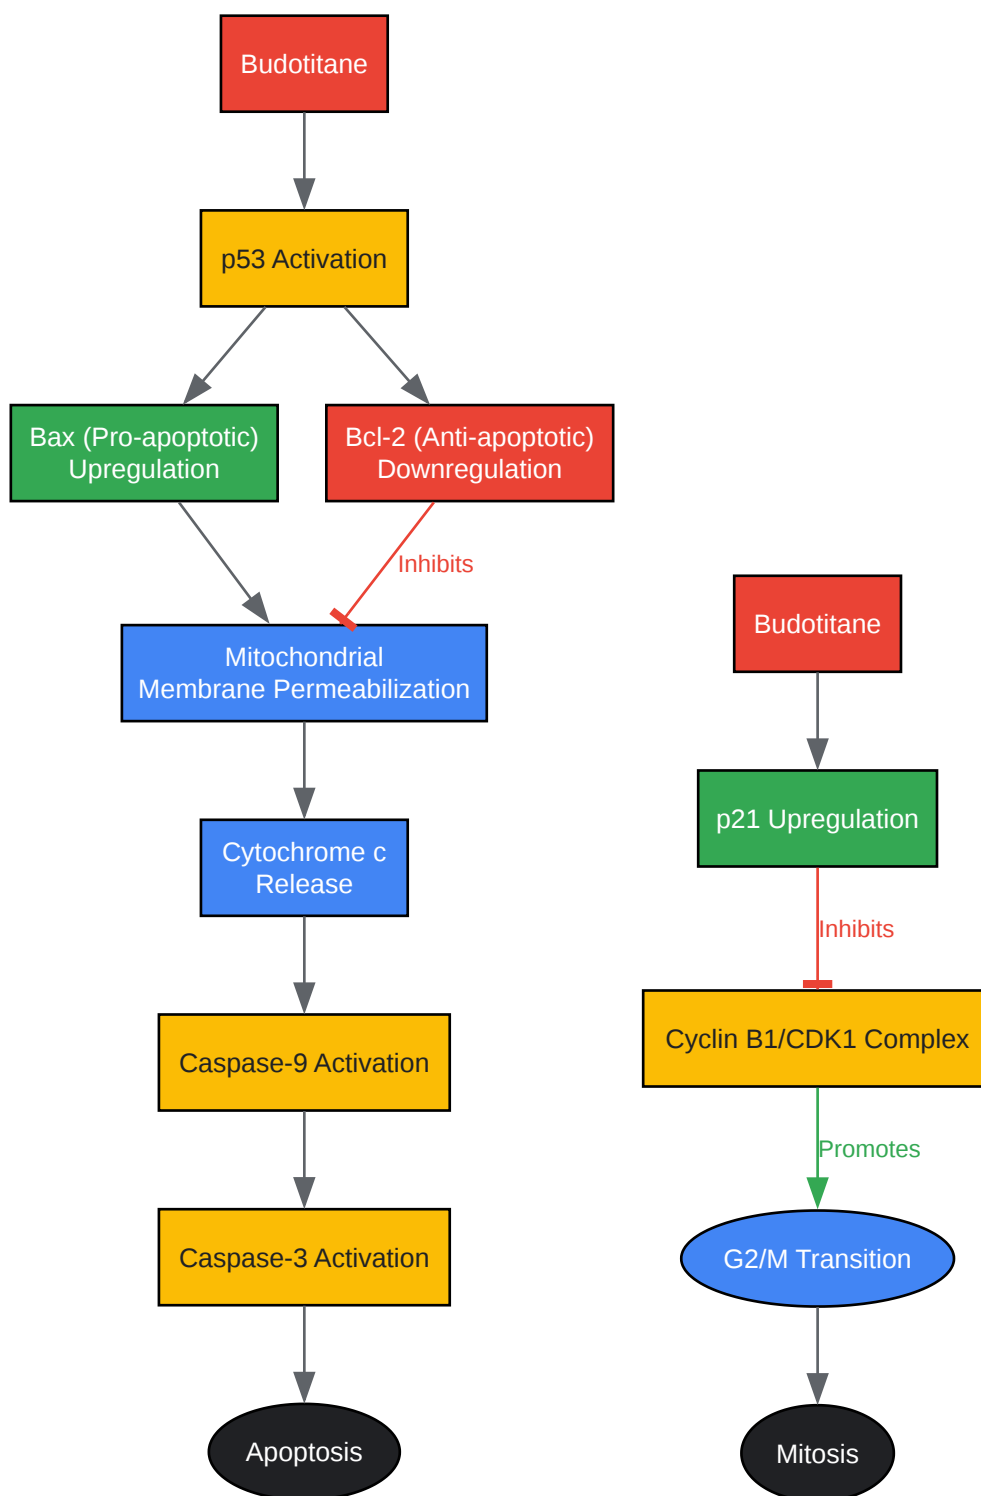 Budotitane
p53 Activation
Bax (Pro-apoptotic)
Upregulation
Bcl-2 (Anti-apoptotic)
Downregulation
Inhibits
Mitochondrial
Membrane Permeabilization
Cytochrome c
Release
Caspase-9 Activation
Caspase-3 Activation
Apoptosis
Budotitane
p21 Upregulation
Inhibits
Cyclin B1/CDK1 Complex
Promotes
G2/M Transition
Mitosis